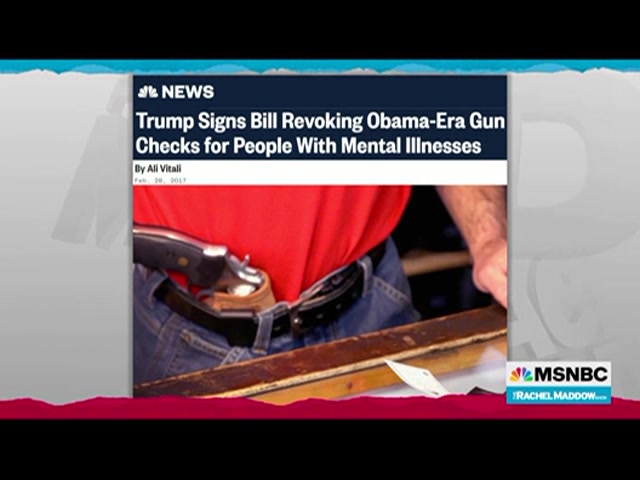 NEWS
Trump Signs Bill Revoking Obama-Era Gun
Checks for People With Mental Illnesses
By Ali Vitali
Feb. 28, 2017
MSNBC
THE RACHEL MADDOW SHOW